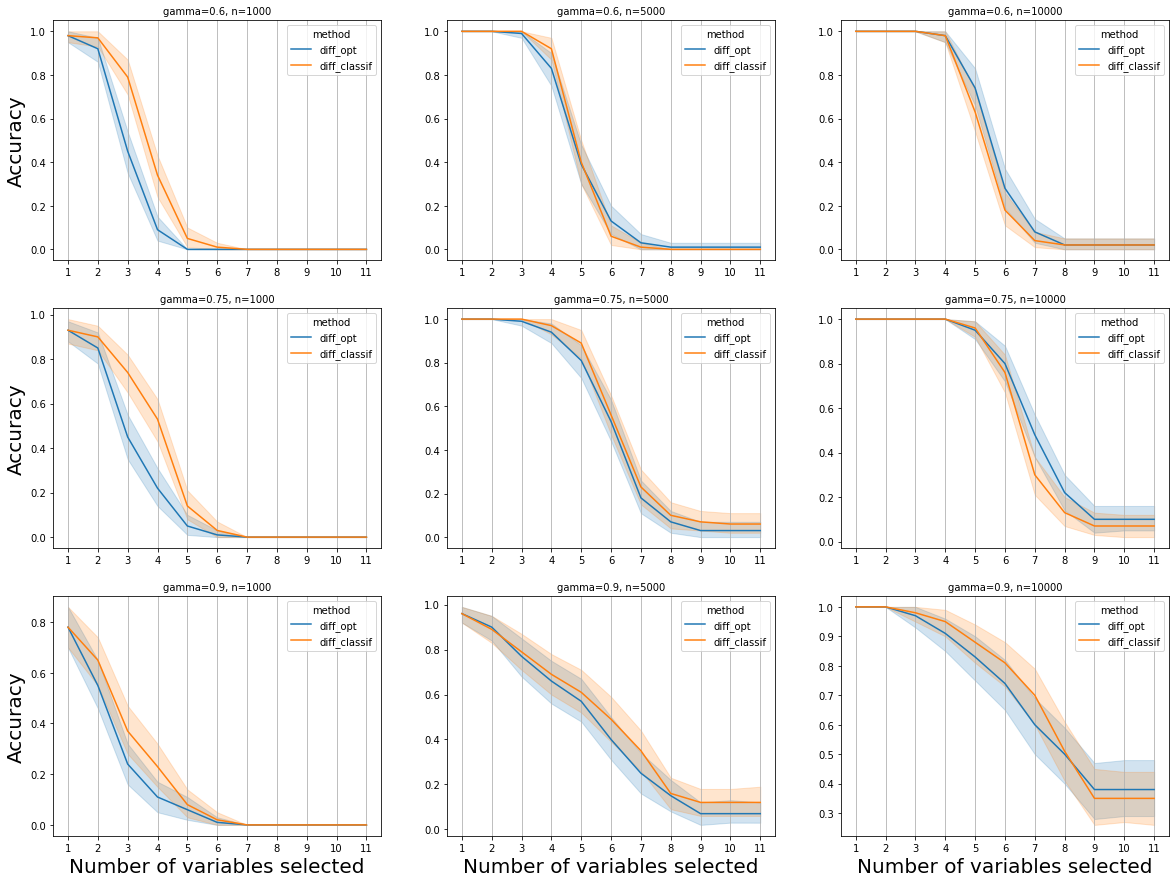 gamma=0.6, n=1000
Accuracy
1.0
0.8
0.6
0.4
0.2
0.0
1 2 3 4 5 6 7 8 9 10 11
method
diff_opt
diff_classif
gamma=0.6, n=5000
1.0
0.8
0.6
0.4
0.2
0.0
1 2 3 4 5 6 7 8 9 10 11
method
diff_opt
diff_classif
gamma=0.6, n=10000
1.0
0.8
0.6
0.4
0.2
0.0
1 2 3 4 5 6 7 8 9 10 11
method
diff_opt
diff_classif
gamma=0.75, n=1000
Accuracy
1.0
0.8
0.6
0.4
0.2
0.0
1 2 3 4 5 6 7 8 9 10 11
method
diff_opt
diff_classif
gamma=0.75, n=5000
1.0
0.8
0.6
0.4
0.2
0.0
1 2 3 4 5 6 7 8 9 10 11
method
diff_opt
diff_classif
gamma=0.75, n=10000
1.0
0.8
0.6
0.4
0.2
0.0
1 2 3 4 5 6 7 8 9 10 11
method
diff_opt
diff_classif
gamma=0.9, n=1000
Accuracy
0.8
0.6
0.4
0.2
0.0
1 2 3 4 5 6 7 8 9 10 11
Number of variables selected
method
diff_opt
diff_classif
gamma=0.9, n=5000
1.0
0.8
0.6
0.4
0.2
0.0
1 2 3 4 5 6 7 8 9 10 11
Number of variables selected
method
diff_opt
diff_classif
gamma=0.9, n=10000
1.0
0.9
0.8
0.7
0.6
0.5
0.4
0.3
1 2 3 4 5 6 7 8 9 10 11
Number of variables selected
method
diff_opt
diff_classif